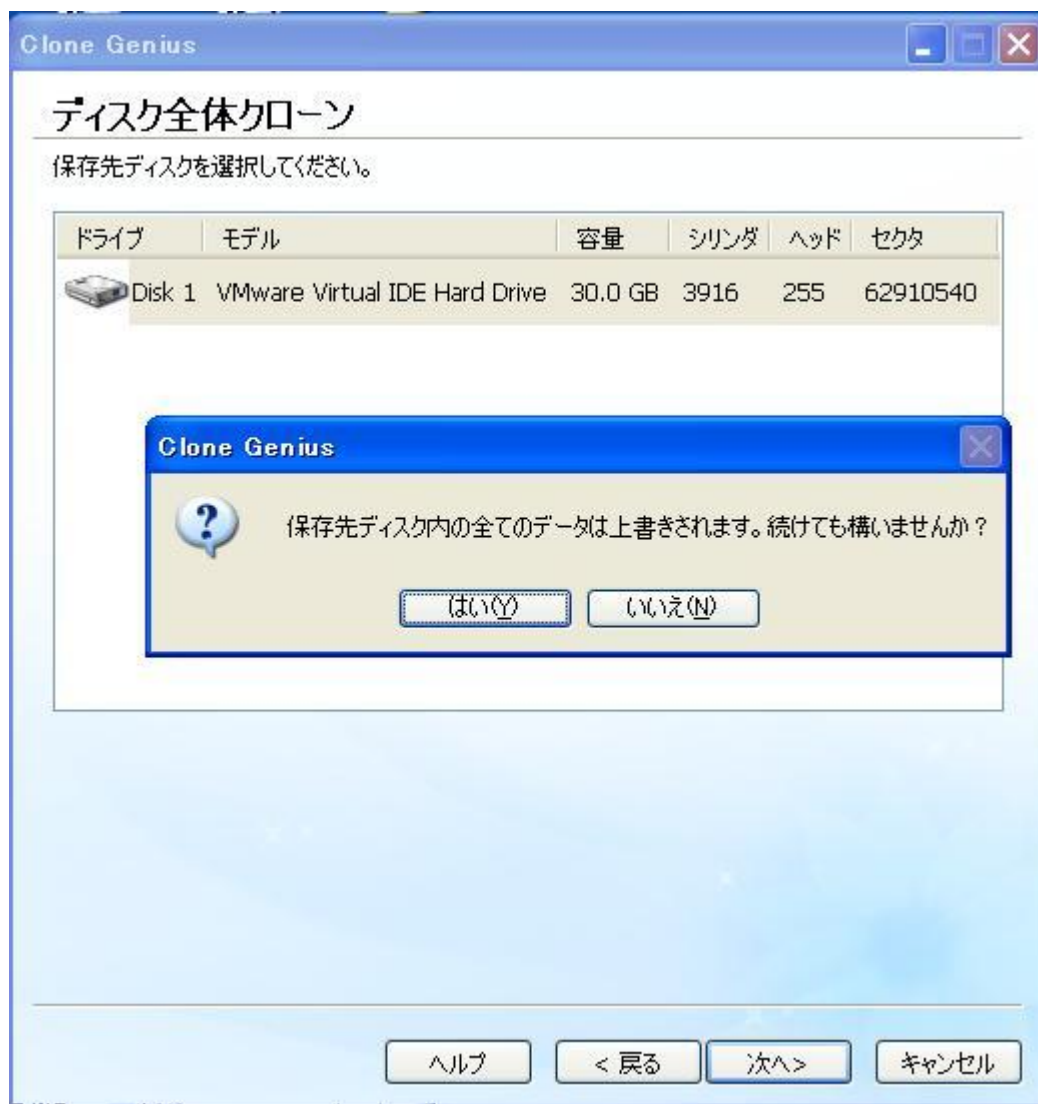 Clone Genius
ディスク全体クローン
保存先ディスクを選択してください。
ドライブ モデル 容量 シリンダ ヘッド セクタ
Disk 1 VMware Virtual IDE Hard Drive 30.0 GB 3916 255 62910540
Clone Genius
保存先ディスク内の全てのデータは上書きされます。続けても構いませんか？
はい(Y) いいえ(N)
ヘルプ < 戻る 次へ> キャンセル